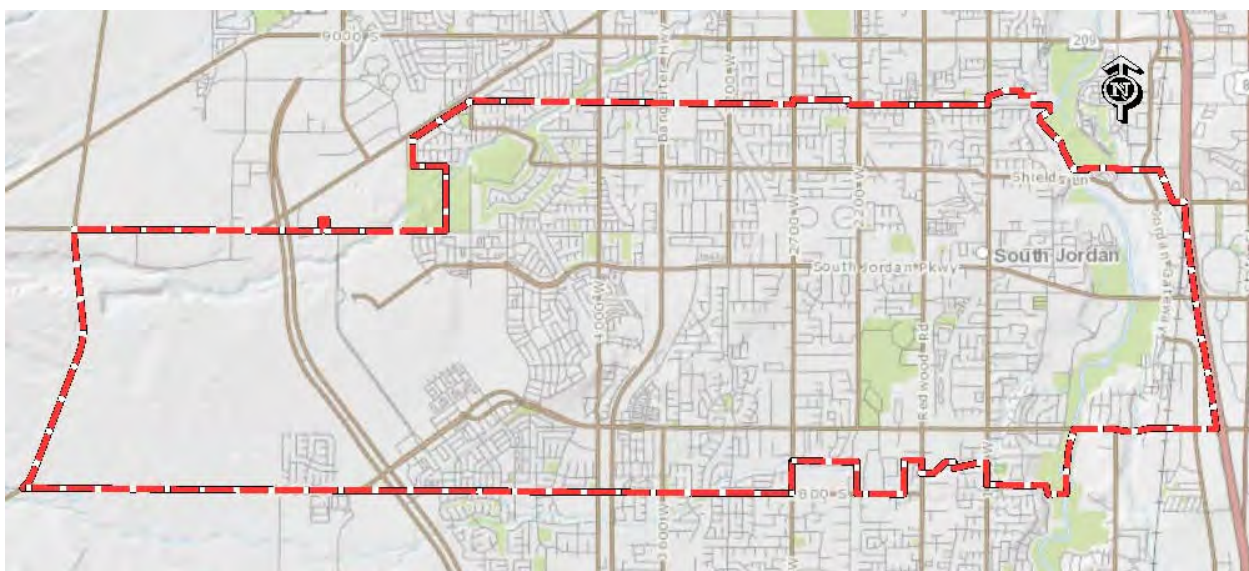 9000 S
209
N
Bangerter Hwy
Shields Ln
2700 W
2200 W
South Jordan
South Jordan Pkwy
4000 W
Redwood Rd
Jordan Gateway
3600 W